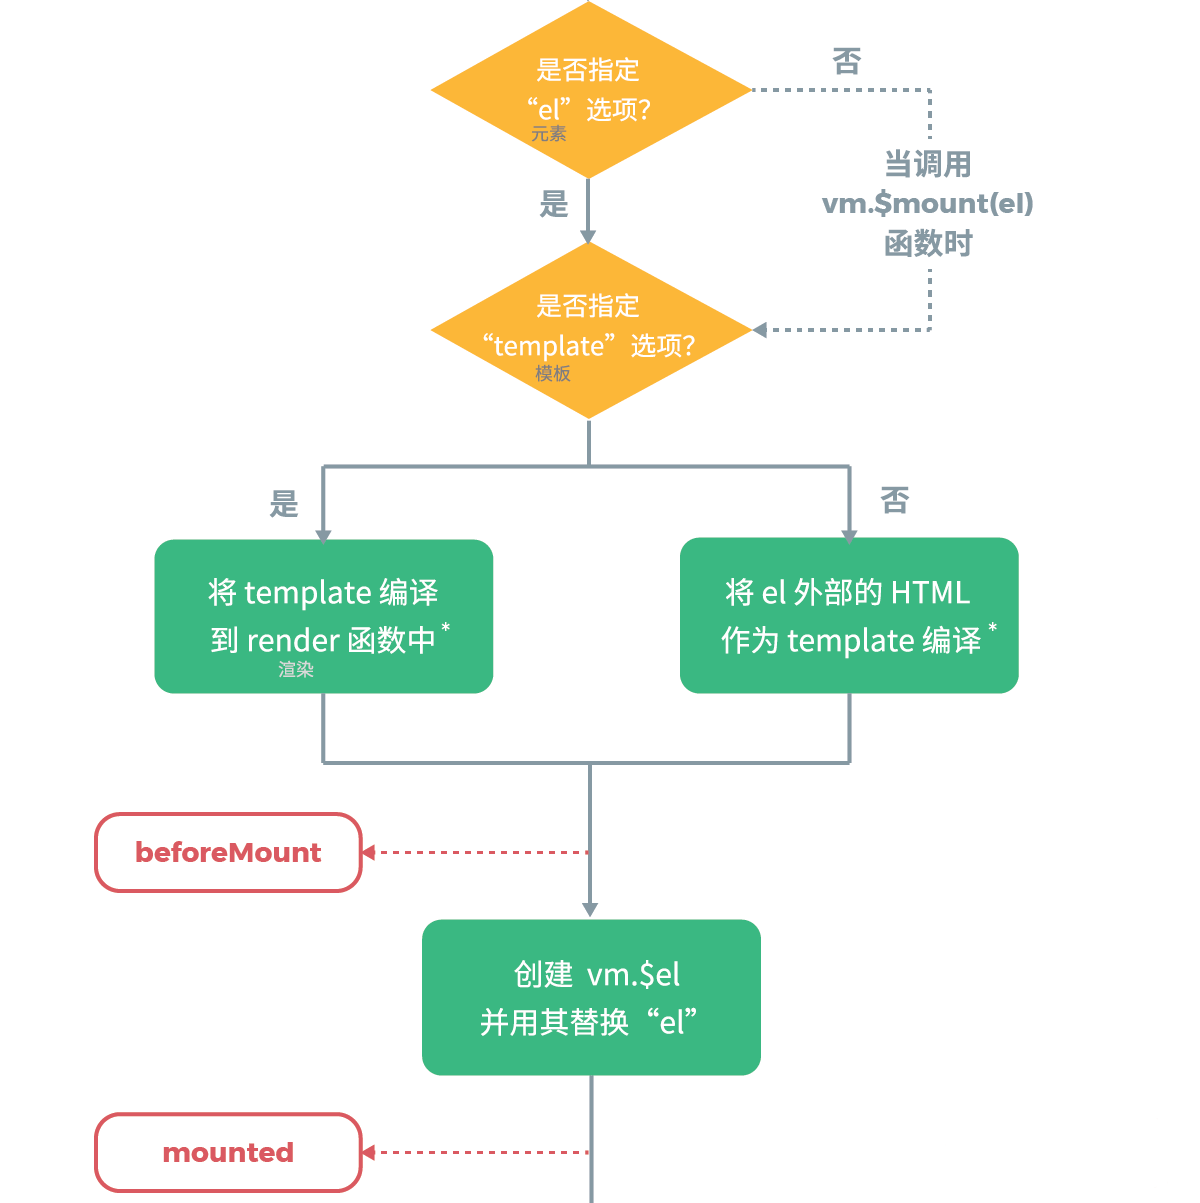 是否指定
“el”选项?
元素
否
当调用
vm.$mount(el)
函数时
是
是否指定
“template”选项?
模板
是
否
将 template 编译
到 render 函数中*
渲染
将 el 外部的 HTML
作为 template 编译*
beforeMount
创建 vm.$el
并用其替换“el”
mounted